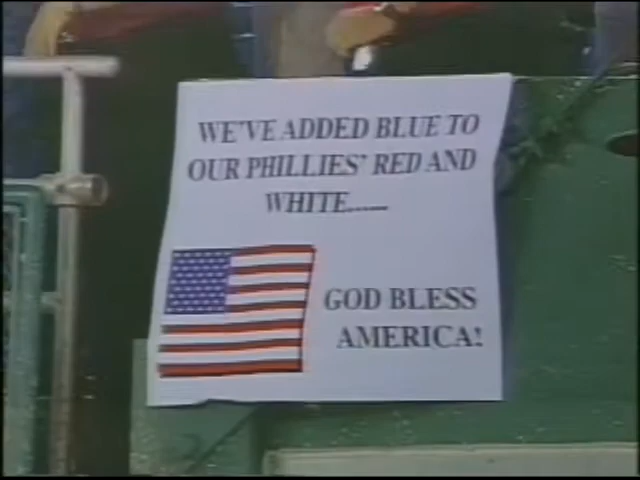 WE'VE ADDED BLUE TO
OUR PHILLIES' RED AND
WHITE......
GOD BLESS
AMERICA!